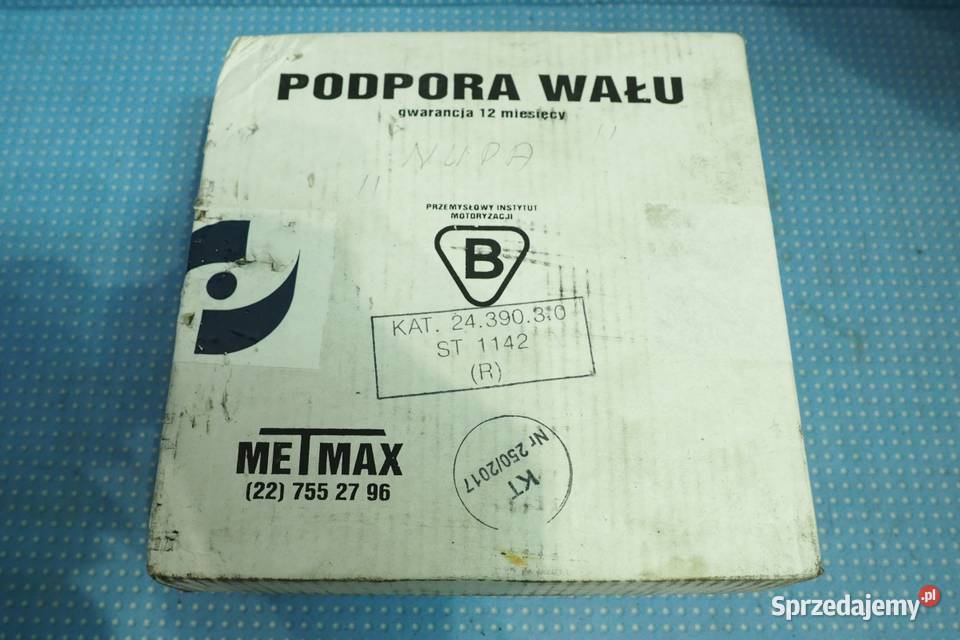 PODPORA WAŁU
gwarancja 12 miesięcy
" NUPA "
PRZEMYSŁOWY INSTYTUT
MOTORYZACJI
B
KAT. 24.390.3.0
ST 1142
(R)
METMAX
(22) 755 27 96
KT
Nr 250/2017
Sprzedajemy.pl